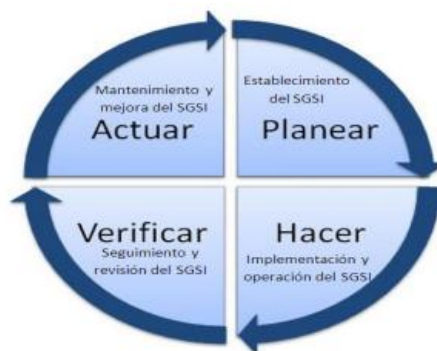 Mantenimiento y
mejora del SGSI
Actuar
Establecimiento
del SGSI
Planear
Verificar
Seguimiento y
revisión del SGSI
Hacer
Implementación y
operación del SGSI